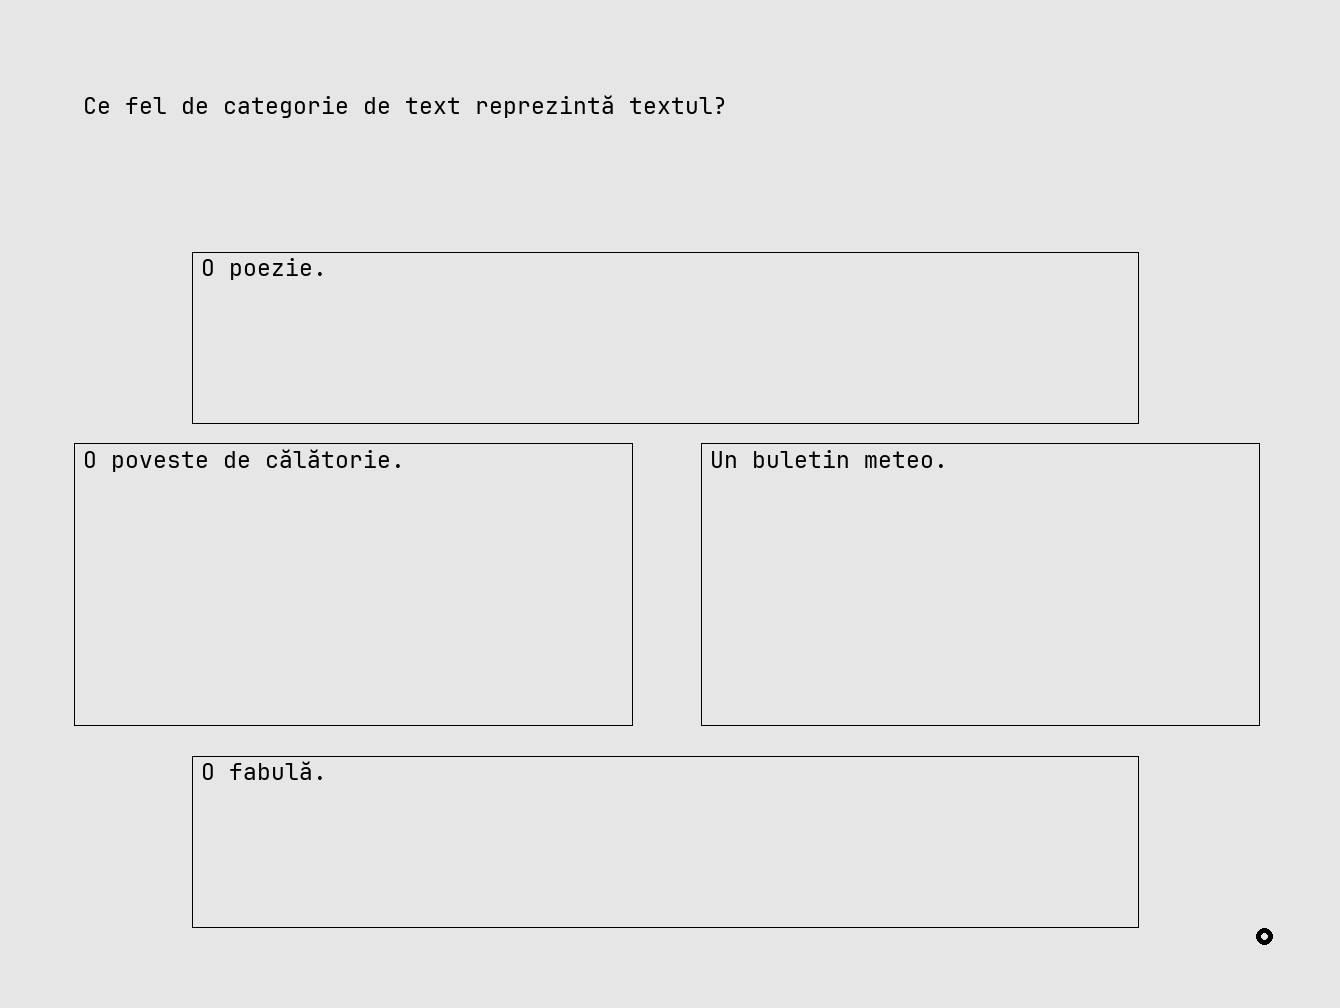 Ce fel de categorie de text reprezintă textul?
O poezie.
O poveste de călătorie.
Un buletin meteo.
O fabulă.